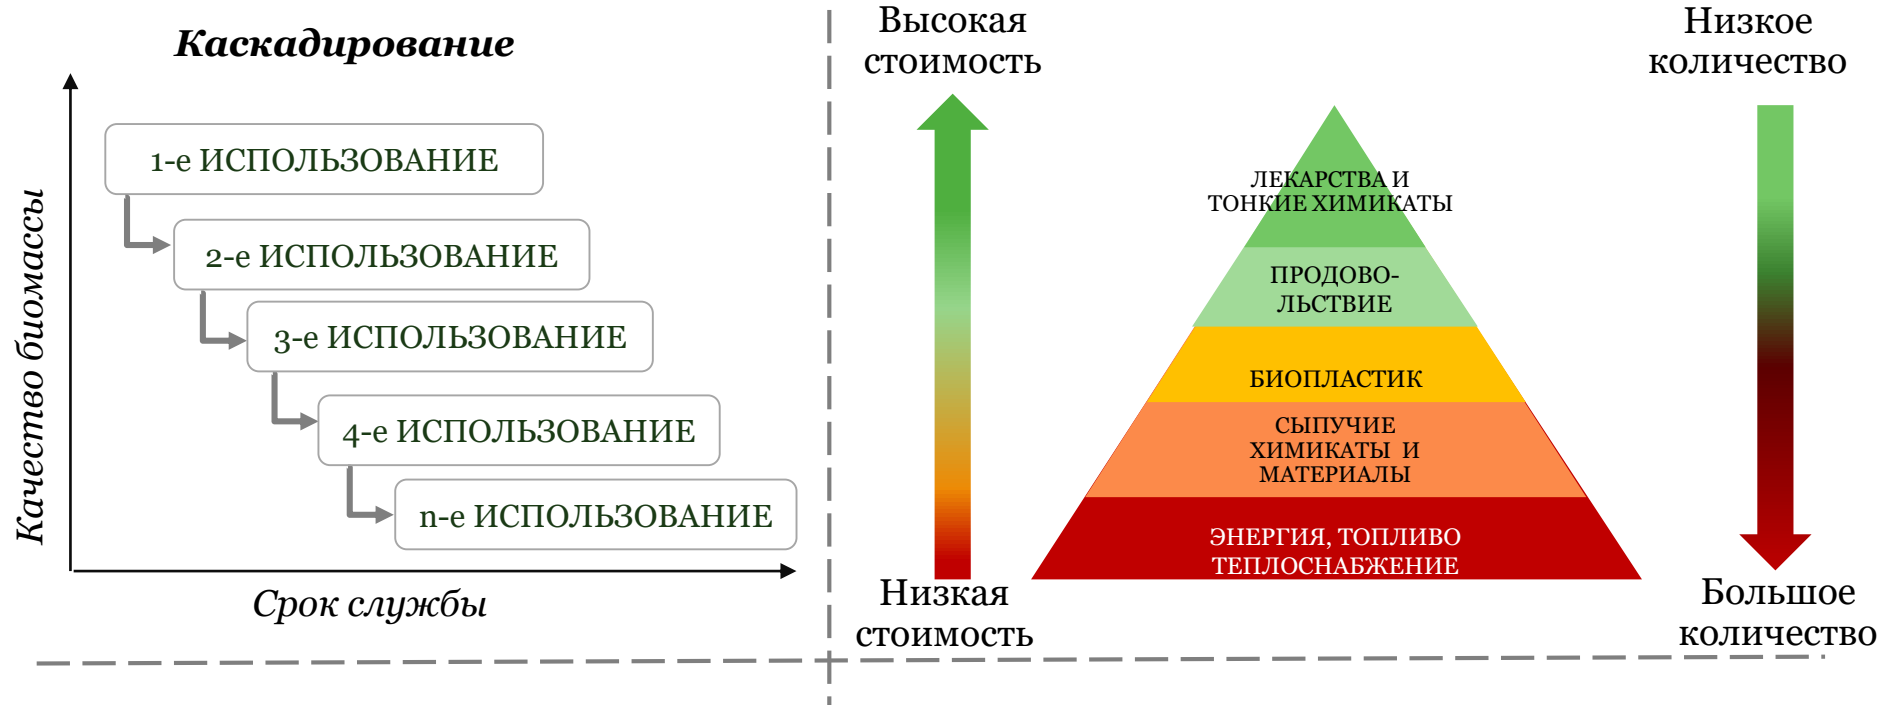 Каскадирование
Качество биомассы
1-е ИСПОЛЬЗОВАНИЕ
2-е ИСПОЛЬЗОВАНИЕ
3-е ИСПОЛЬЗОВАНИЕ
4-е ИСПОЛЬЗОВАНИЕ
n-е ИСПОЛЬЗОВАНИЕ
Срок службы
Высокая
стоимость
Низкая
стоимость
ЛЕКАРСТВА И
ТОНКИЕ ХИМИКАТЫ
ПРОДОВО-
ЛЬСТВИЕ
БИОПЛАСТИК
СЫПУЧИЕ
ХИМИКАТЫ И
МАТЕРИАЛЫ
ЭНЕРГИЯ, ТОПЛИВО
ТЕПЛОСНАБЖЕНИЕ
Низкое
количество
Большое
количество